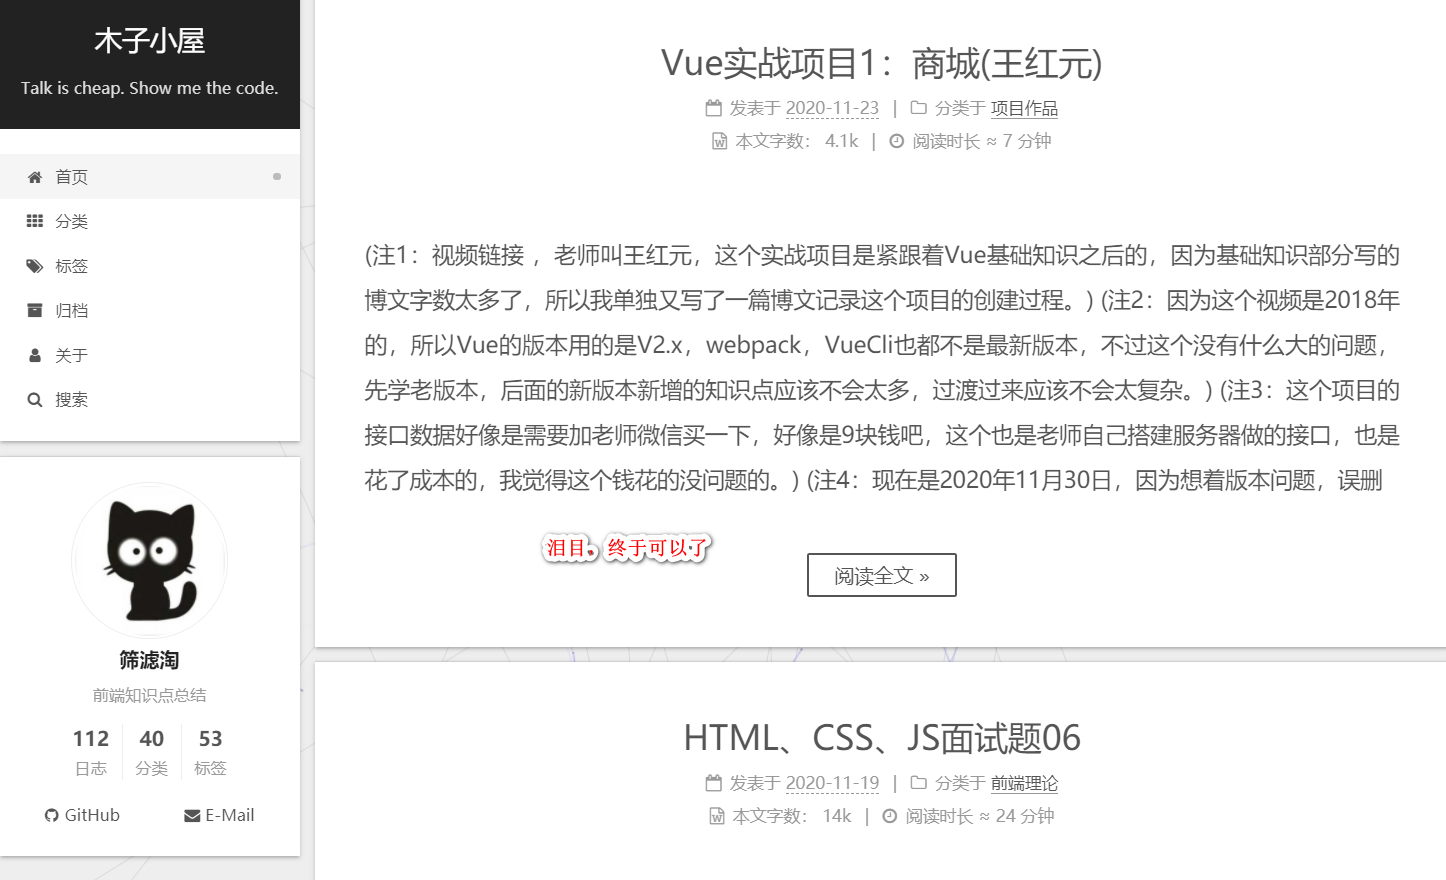 木子小屋
Talk is cheap. Show me the code.
首页
分类
标签
归档
关于
搜索
筛滤淘
前端知识点总结
112 40 53
日志 分类 标签
GitHub E-Mail
Vue实战项目1：商城(王红元)
发表于 2020-11-23 | 分类于 项目作品
本文字数： 4.1k | 阅读时长 ≈ 7 分钟
(注1：视频链接 ，老师叫王红元，这个实战项目是紧跟着Vue基础知识之后的，因为基础知识部分写的
博文字数太多了，所以我单独又写了一篇博文记录这个项目的创建过程。) (注2：因为这个视频是2018年
的，所以Vue的版本用的是V2.x，webpack，VueCli也都不是最新版本，不过这个没有什么大的问题，
先学老版本，后面的新版本新增的知识点应该不会太多，过渡过来应该不会太复杂。) (注3：这个项目的
接口数据好像是需要加老师微信买一下，好像是9块钱吧，这个也是老师自己搭建服务器做的接口，也是
花了成本的，我觉得这个钱花的没问题的。) (注4：现在是2020年11月30日，因为想着版本问题，误删
泪目。终于可以了
阅读全文 »
HTML、CSS、JS面试题06
发表于 2020-11-19 | 分类于 前端理论
本文字数： 14k | 阅读时长 ≈ 24 分钟